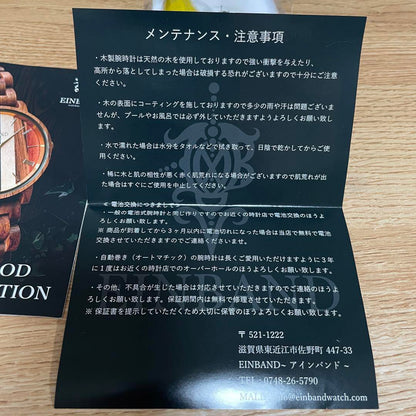 メンテナンス・注意事項
・木製腕時計は天然の木を使用しておりますので強い衝撃を与えたり、
高所から落としてしまった場合は破損する恐れがございますので十分にご注意
ください。
・木の表面にコーティングを施しておりますので多少の雨や汗は問題ございま
せんが、プールやお風呂では必ず外していただきますようよろしくお願い致しま
す。
・水で濡れた場合は水分をタオルなどで拭き取って、日陰で乾かしてからご使
用ください。
・稀に木と肌の相性が悪く赤く肌荒れになる場合がございますので肌荒れが出
た場合はすぐにご使用を中止してください。
< 電池交換につきまして >
・一般の電池式腕時計と同じ作りですのでお近くの時計店で電池交換のほうよ
ろしくお願い致します。
※ 商品が到着してから３ヶ月以内に電池切れになった場合は当店で無料で電池
交換させていただきますのでご連絡くださいませ。
・自動巻き（オートマチック）の腕時計は長くご愛用いただけますように３年
に１度はお近くの時計店でのオーバーホールのほうよろしくお願い致します。
・その他、不具合が生じた場合は対応させていただきますのでご連絡のほうよ
ろしくお願い致します。保証期間内は無料で修理させていただきます。
※ 保証書を提示していただくため大切に保管のほうよろしくお願い致します。
EINBAND
〒 521-1222
滋賀県東近江市佐野町 447-33
EINBAND~ アインバンド ~
TEL : 0748-26-5790
@einbandwatch.com
EINBAND
OOD
TION